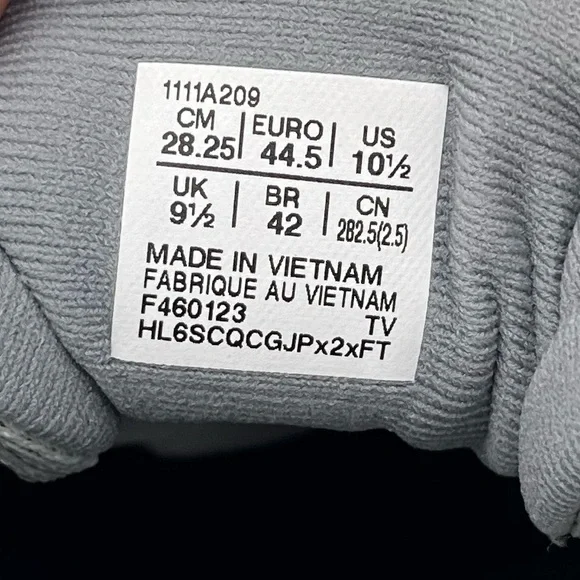 1111A209
CM | EURO | US
28.25 | 44.5 | 10½
UK | BR | CN
9½ | 42 | 282.5(2.5)
MADE IN VIETNAM
FABRIQUE AU VIETNAM
F460123 TV
HL6SCQCGJPx2xFT